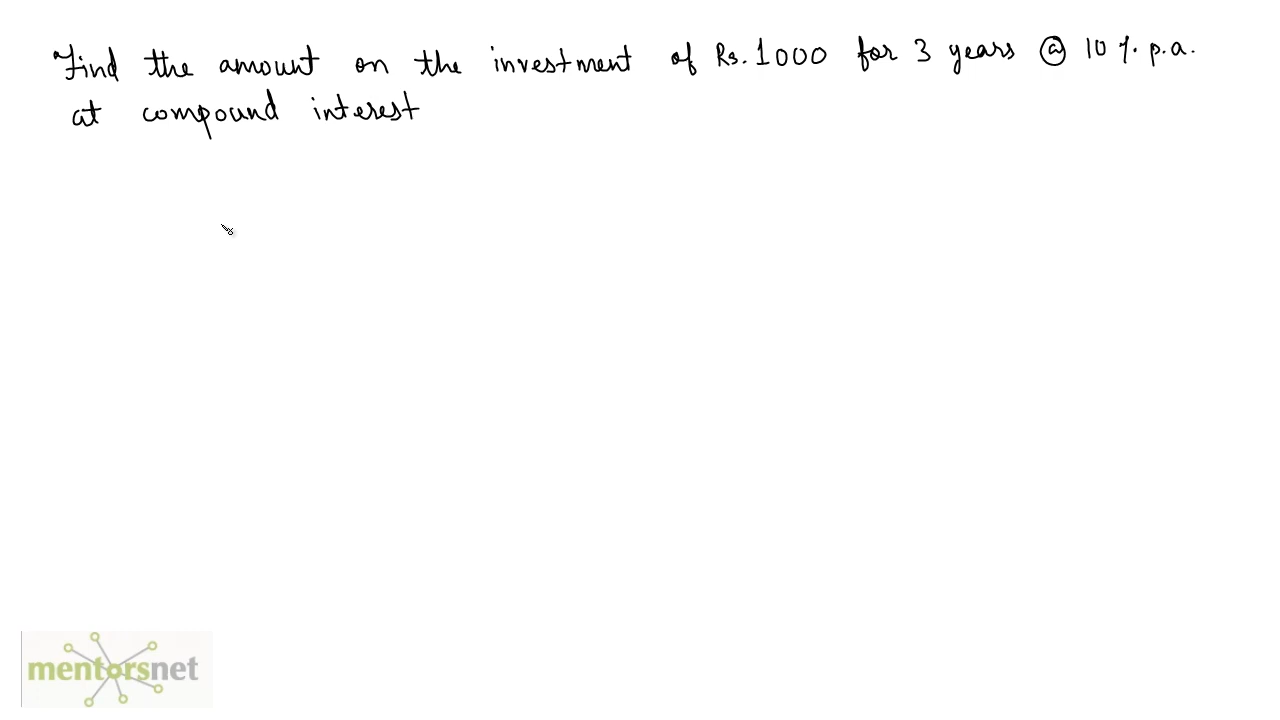 Find the amount on the investment of Rs. 1000 for 3 years @ 10 %. p.a.
at compound interest
mentorsnet